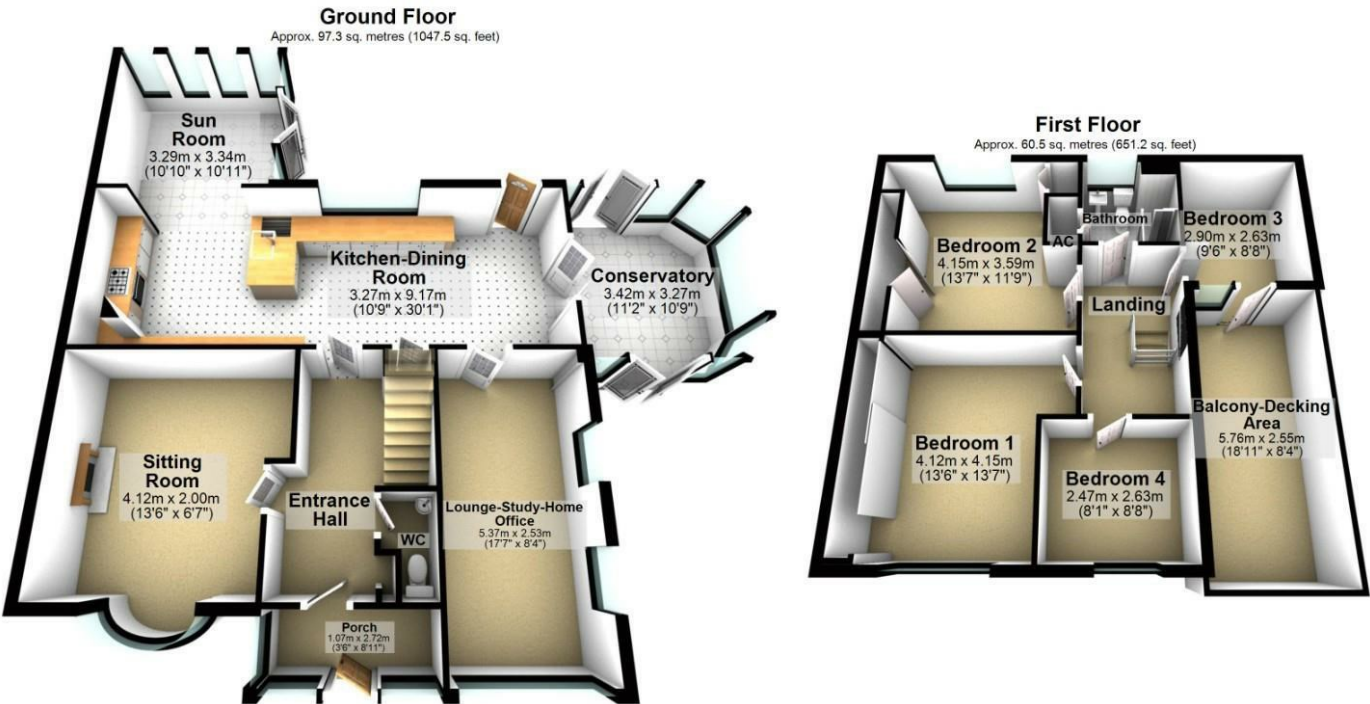 Ground Floor
Approx. 97.3 sq. metres (1047.5 sq. feet)
Sun
Room
3.29m x 3.34m
(10'10" x 10'11")
Kitchen-Dining
Room
3.27m x 9.17m
(10'9" x 30'1")
Conservatory
3.42m x 3.27m
(11'2" x 10'9")
Sitting
Room
4.12m x 2.00m
(13'6" x 6'7")
Entrance
Hall
WC
Lounge-Study-Home
Office
5.37m x 2.53m
(17'7" x 8'4")
Porch
1.07m x 2.72m
(3'6" x 8'11")
First Floor
Approx. 60.5 sq. metres (651.2 sq. feet)
Bedroom 2
4.15m x 3.59m
(13'7" x 11'9")
AC
Bathroom
Bedroom 3
2.90m x 2.63m
(9'6" x 8'8")
Landing
Bedroom 1
4.12m x 4.15m
(13'6" x 13'7")
Bedroom 4
2.47m x 2.63m
(8'1" x 8'8")
Balcony-Decking
Area
5.76m x 2.55m
(18'11" x 8'4")